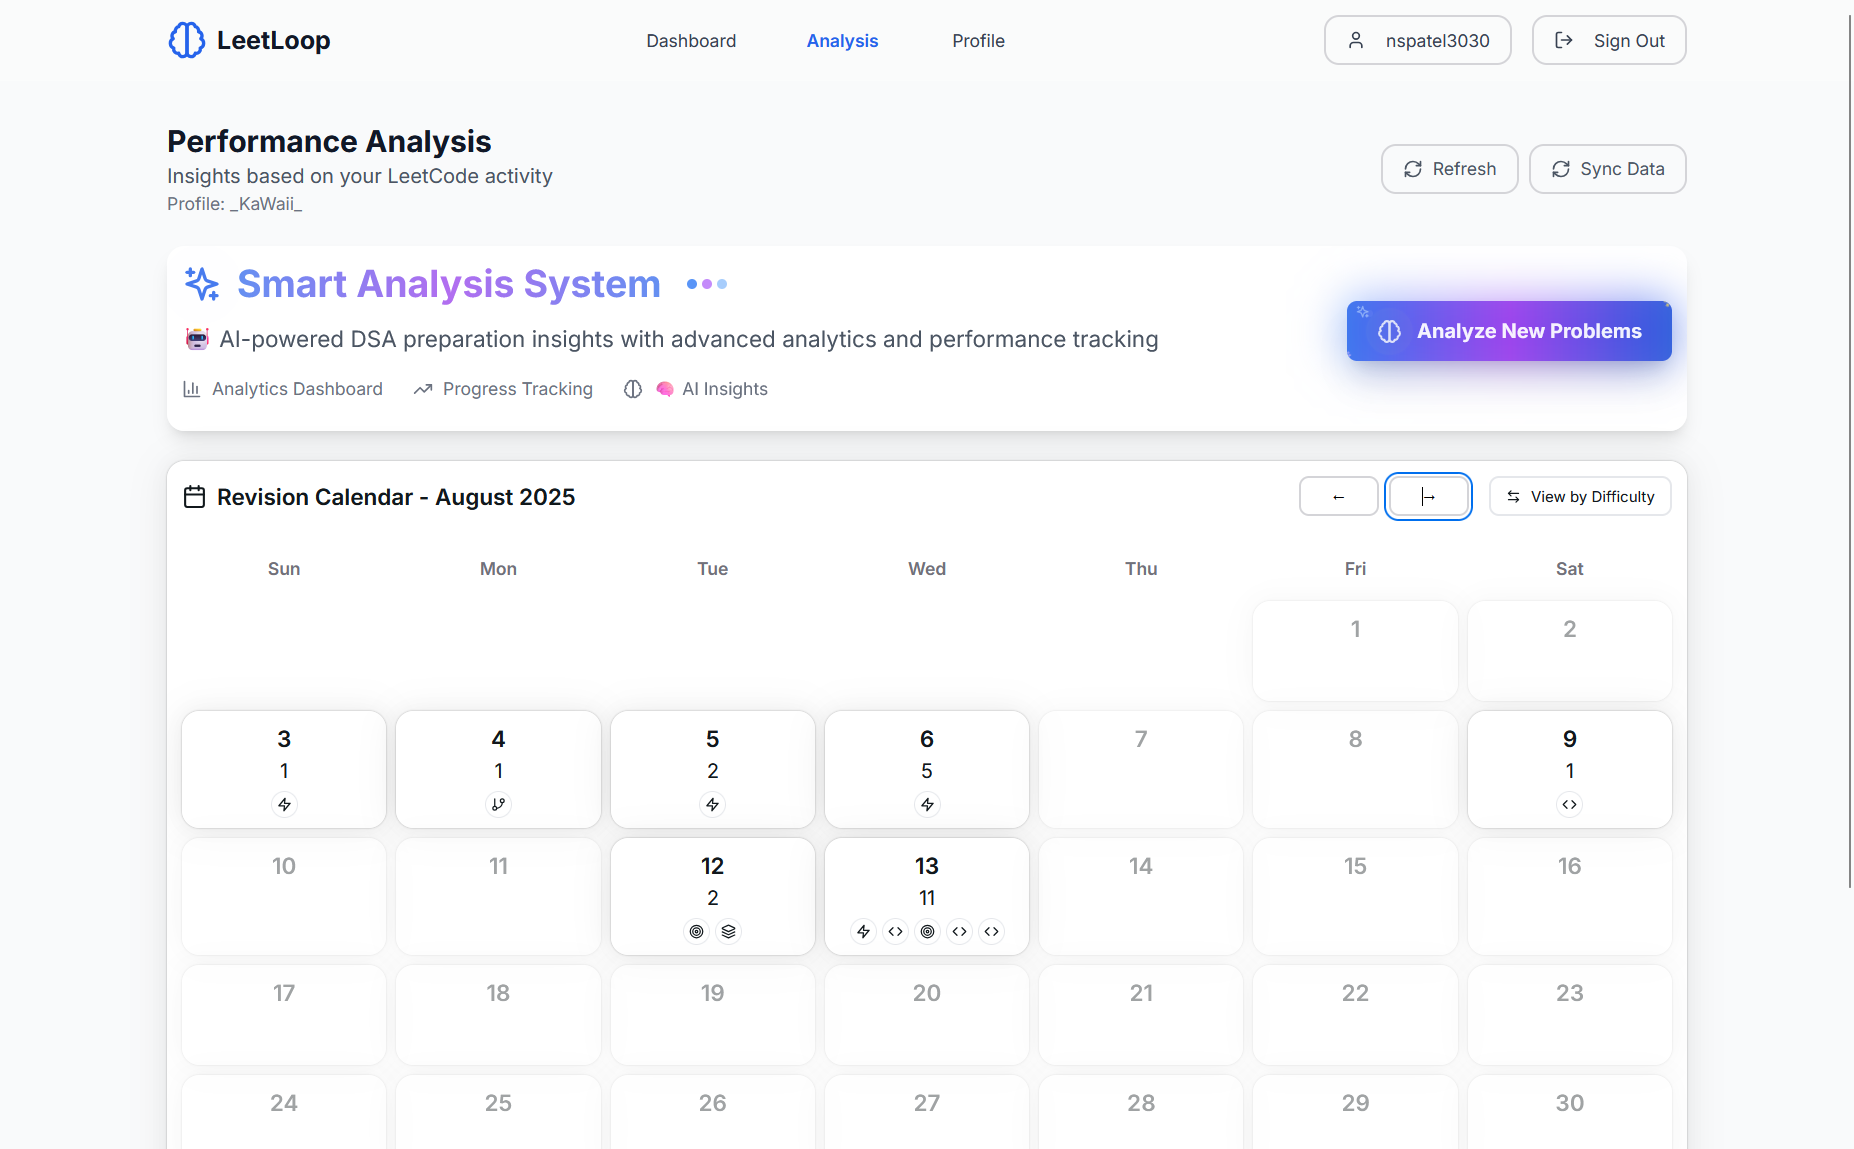 LeetLoop
Dashboard
Analysis
Profile
nspatel3030
Sign Out
Performance Analysis
Insights based on your LeetCode activity
Profile: _KaWaii_
Refresh
Sync Data
Smart Analysis System
🤖 AI-powered DSA preparation insights with advanced analytics and performance tracking
Analytics Dashboard
Progress Tracking
🧠 AI Insights
Analyze New Problems
Revision Calendar - August 2025
←
→
View by Difficulty
Sun Mon Tue Wed Thu Fri Sat
1 2
3 4 5 6 7 8 9
1 1 2 5 1
10 11 12 13 14 15 16
2 11
17 18 19 20 21 22 23
24 25 26 27 28 29 30